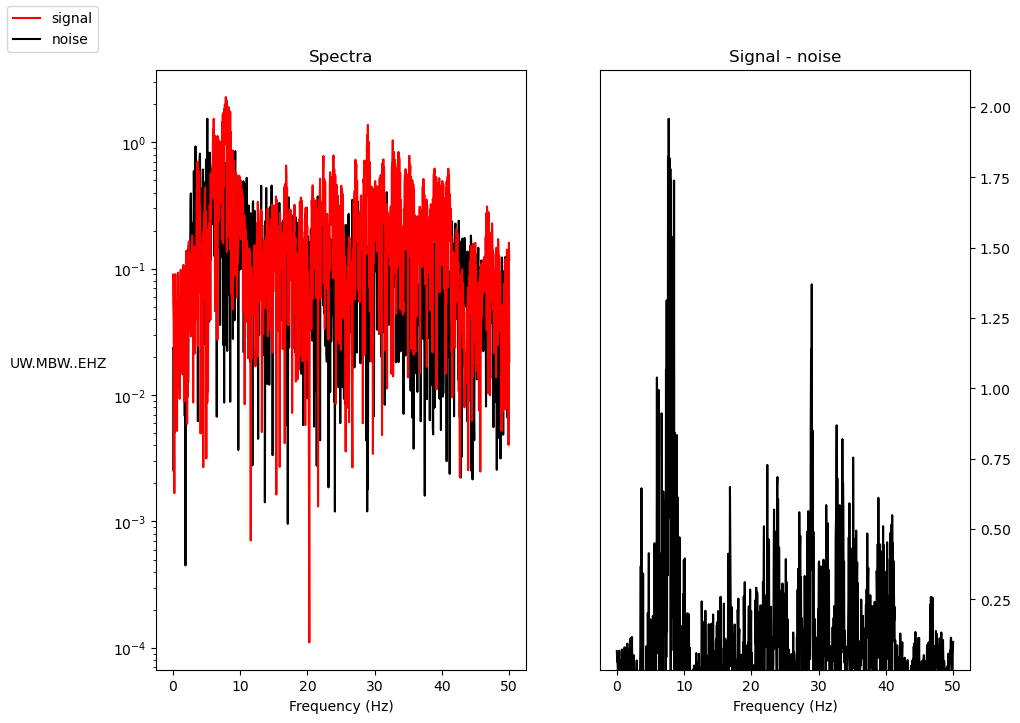 signal
noise
Spectra
Signal - noise
10^0
10^-1
10^-2
10^-3
10^-4
UW.MBW..EHZ
0 10 20 30 40 50
Frequency (Hz)
2.00
1.75
1.50
1.25
1.00
0.75
0.50
0.25
0 10 20 30 40 50
Frequency (Hz)